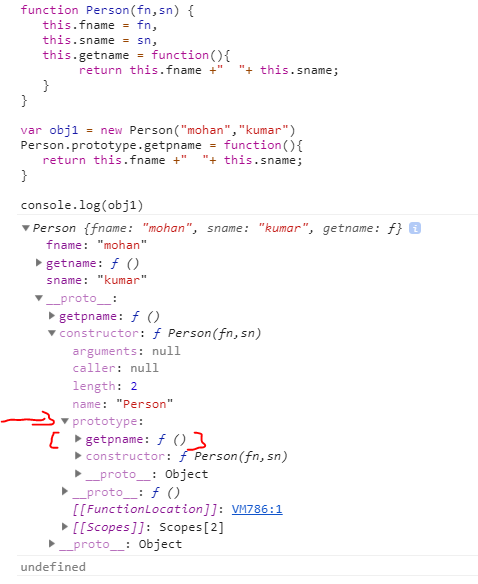 function Person(fn,sn) {
this.fname = fn,
this.sname = sn,
this.getname = function(){
return this.fname +"  "+ this.sname;
}
}
var obj1 = new Person("mohan","kumar")
Person.prototype.getpname = function(){
return this.fname +"  "+ this.sname;
}
console.log(obj1)
Person {fname: "mohan", sname: "kumar", getname: ƒ} i
fname: "mohan"
getname: ƒ ()
sname: "kumar"
__proto__:
getpname: ƒ ()
constructor: ƒ Person(fn,sn)
arguments: null
caller: null
length: 2
name: "Person"
prototype:
getpname: ƒ ()
constructor: ƒ Person(fn,sn)
__proto__: Object
__proto__: ƒ ()
[[FunctionLocation]]: VM786:1
[[Scopes]]: Scopes[2]
__proto__: Object
undefined